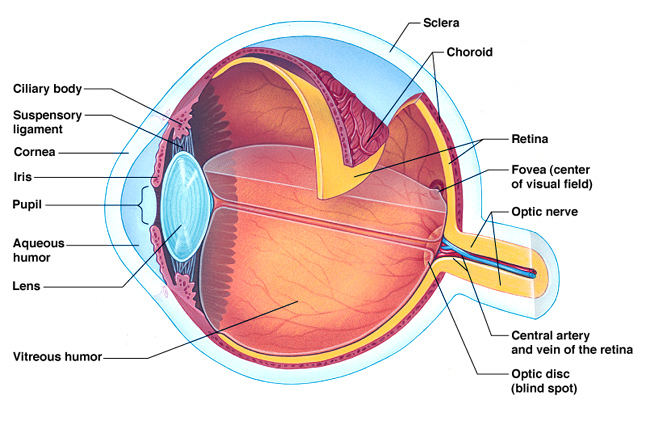 Sclera
Choroid
Ciliary body
Suspensory
ligament
Cornea
Iris
Pupil
Aqueous
humor
Lens
Vitreous humor
Retina
Fovea (center
of visual field)
Optic nerve
Central artery
and vein of the retina
Optic disc
(blind spot)